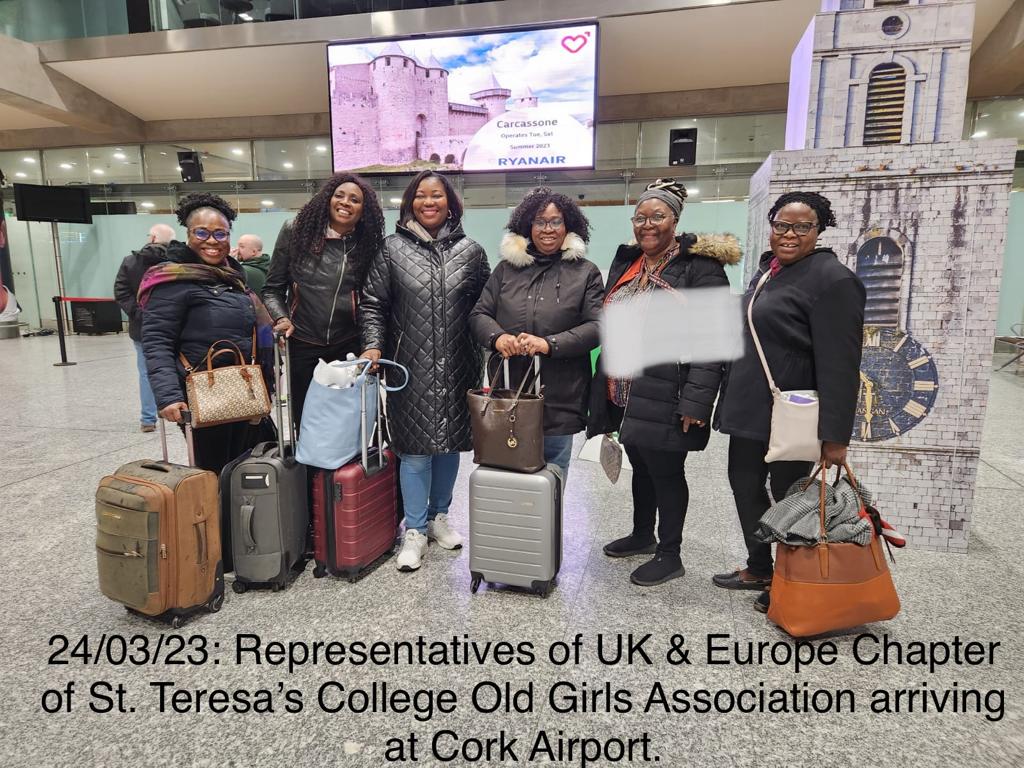 Carcassone
Operates Tue, Sat
Summer 2023
RYANAIR
24/03/23: Representatives of UK & Europe Chapter
of St. Teresa’s College Old Girls Association arriving
at Cork Airport.